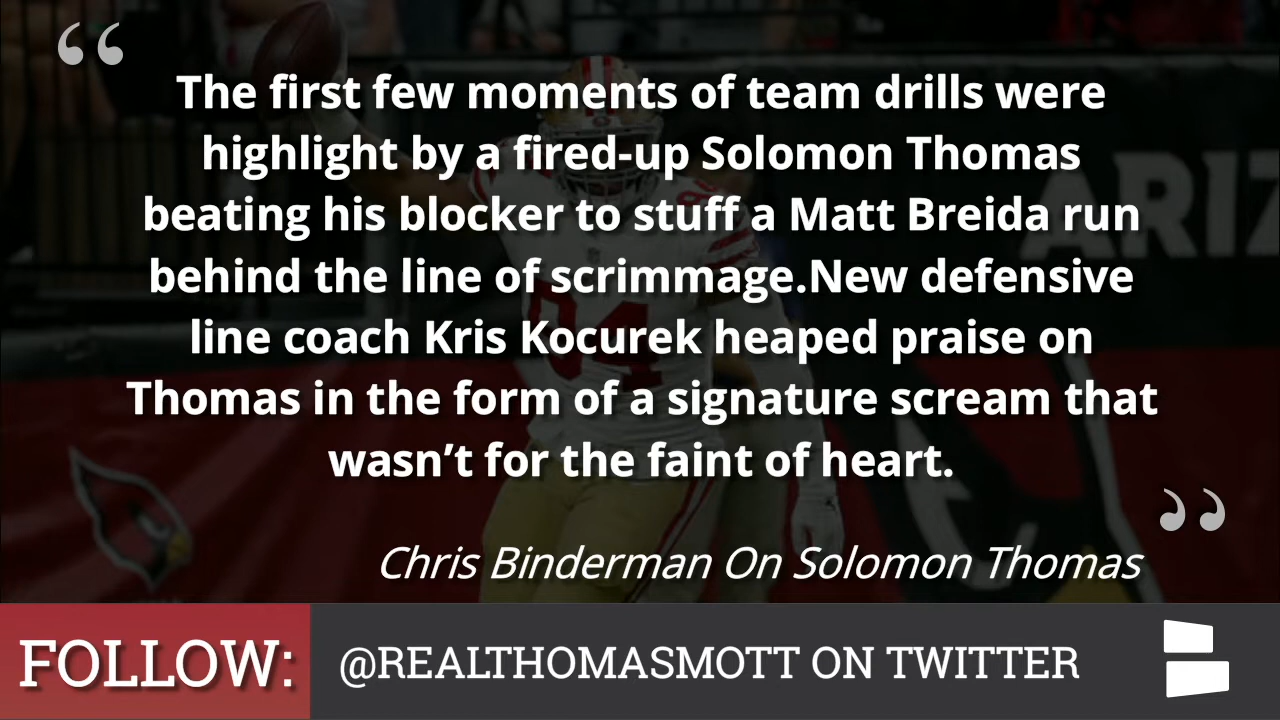 “
The first few moments of team drills were
highlight by a fired-up Solomon Thomas
beating his blocker to stuff a Matt Breida run
behind the line of scrimmage.New defensive
line coach Kris Kocurek heaped praise on
Thomas in the form of a signature scream that
wasn’t for the faint of heart.
”
Chris Binderman On Solomon Thomas
ARIZ
94
FOLLOW: @REALTHOMASMOTT ON TWITTER